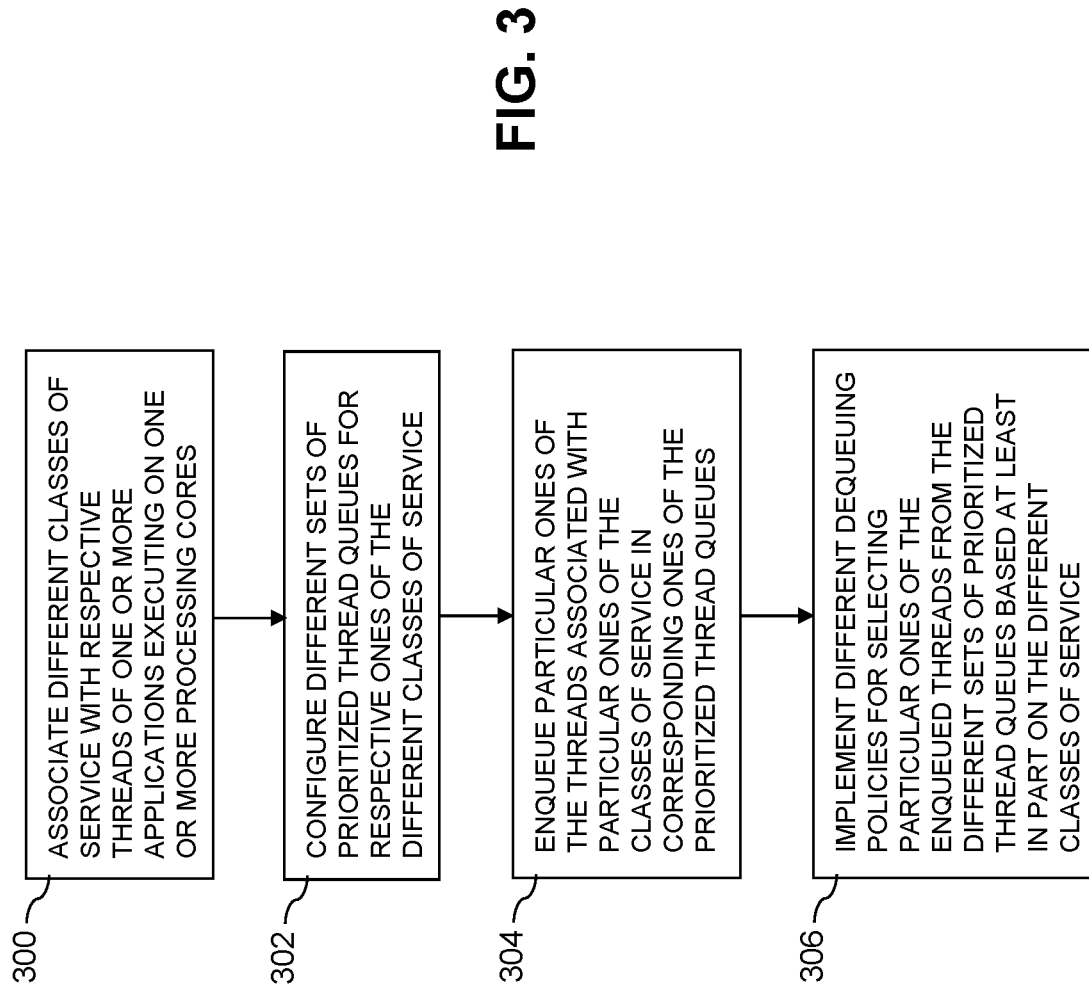 300
ASSOCIATE DIFFERENT CLASSES OF
SERVICE WITH RESPECTIVE
THREADS OF ONE OR MORE
APPLICATIONS EXECUTING ON ONE
OR MORE PROCESSING CORES
302
CONFIGURE DIFFERENT SETS OF
PRIORITIZED THREAD QUEUES FOR
RESPECTIVE ONES OF THE
DIFFERENT CLASSES OF SERVICE
304
ENQUEUE PARTICULAR ONES OF
THE THREADS ASSOCIATED WITH
PARTICULAR ONES OF THE
CLASSES OF SERVICE IN
CORRESPONDING ONES OF THE
PRIORITIZED THREAD QUEUES
306
IMPLEMENT DIFFERENT DEQUEUING
POLICIES FOR SELECTING
PARTICULAR ONES OF THE
ENQUEUED THREADS FROM THE
DIFFERENT SETS OF PRIORITIZED
THREAD QUEUES BASED AT LEAST
IN PART ON THE DIFFERENT
CLASSES OF SERVICE
FIG. 3